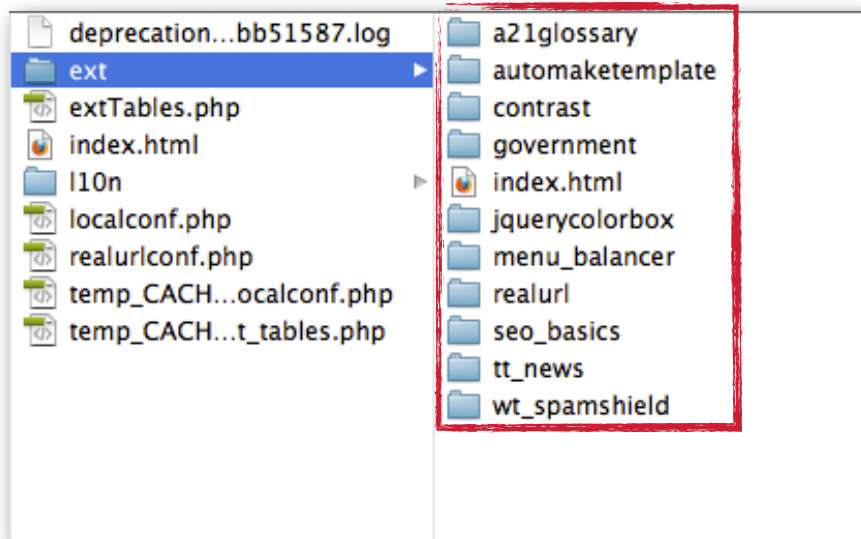 deprecation...bb51587.log
ext
extTables.php
index.html
l10n
localconf.php
realurlconf.php
temp_CACH...ocalconf.php
temp_CACH...t_tables.php
a21glossary
automaketemplate
contrast
government
index.html
jquerycolorbox
menu_balancer
realurl
seo_basics
tt_news
wt_spamshield